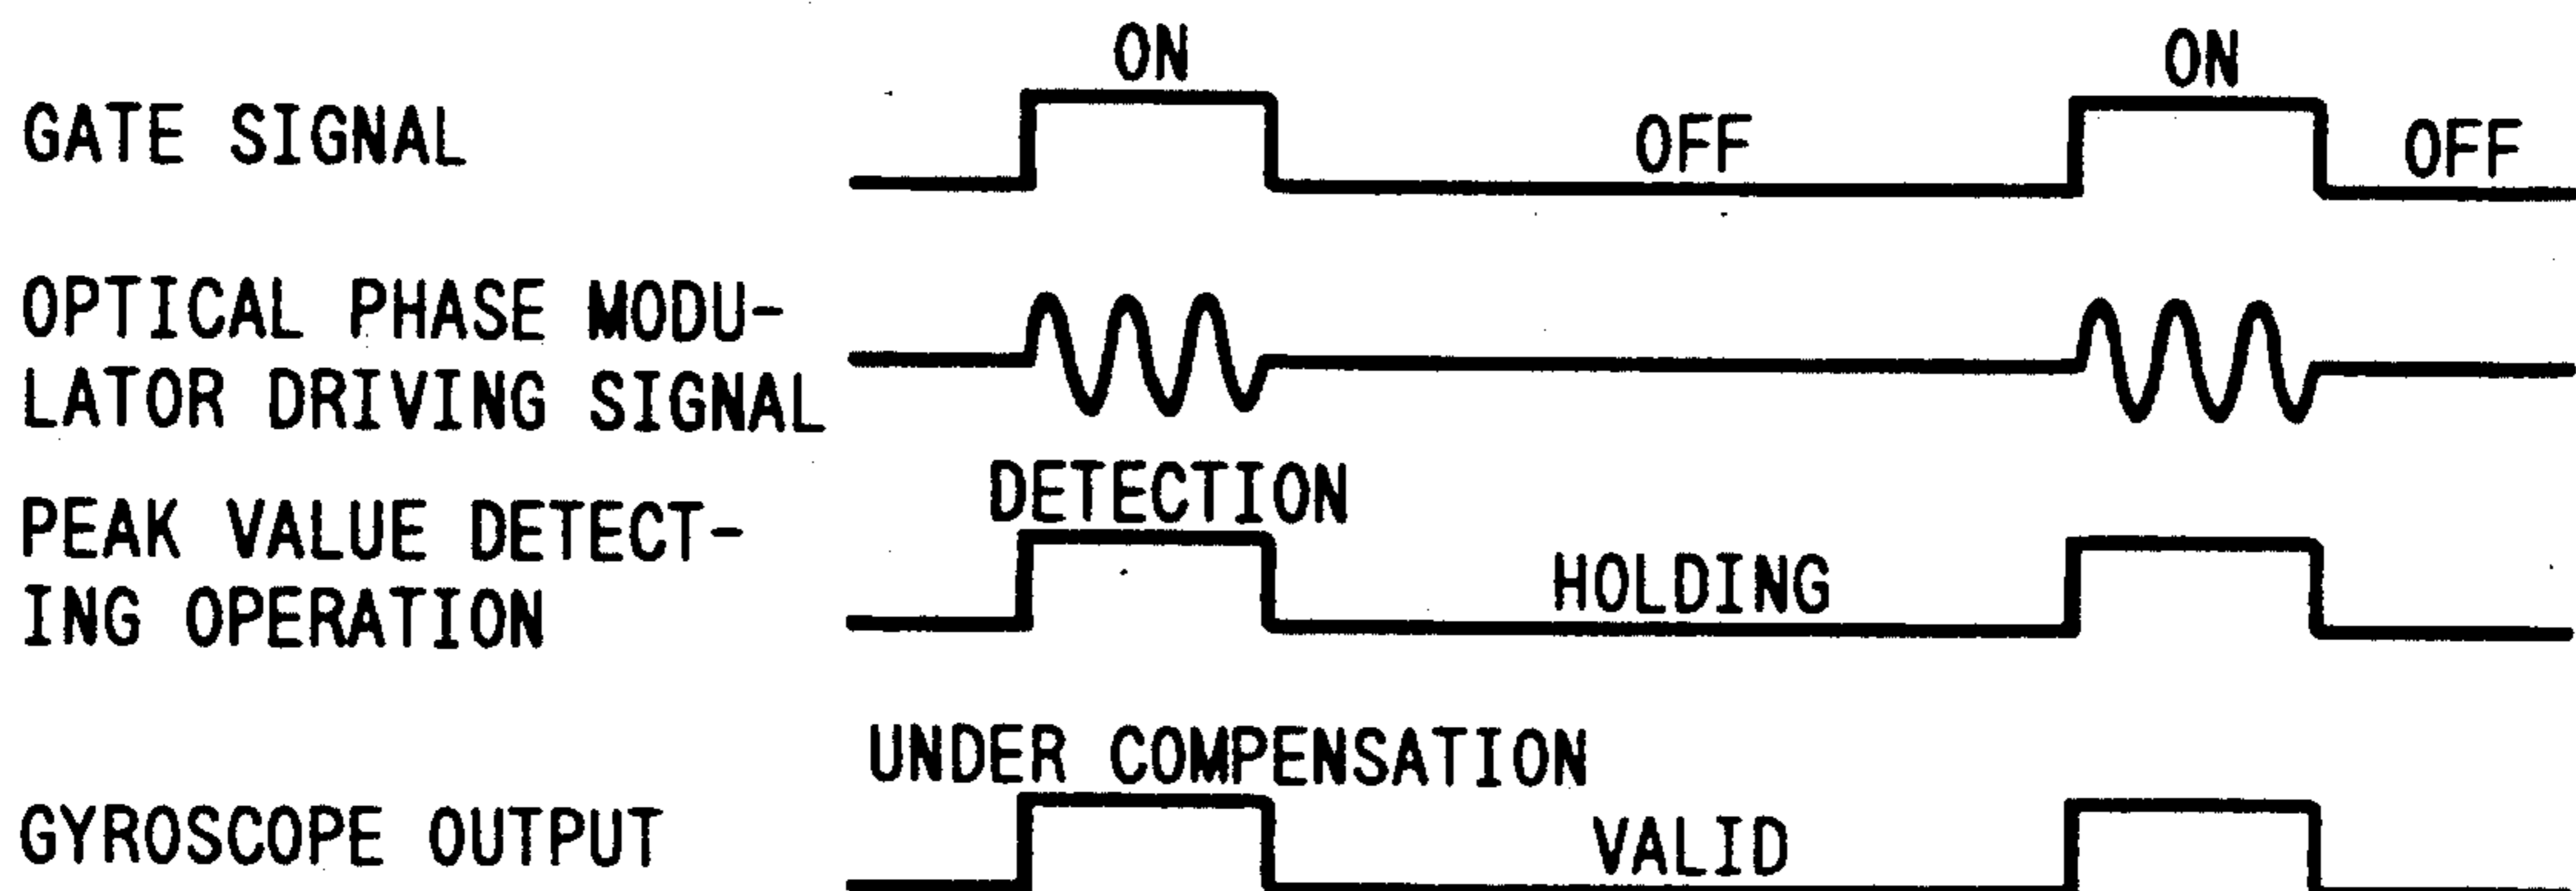 ON
ON
GATE SIGNAL
OFF
OFF
OPTICAL PHASE MODU-
LATOR DRIVING SIGNAL
DETECTION
PEAK VALUE DETECT-
ING OPERATION
HOLDING
UNDER COMPENSATION
GYROSCOPE OUTPUT
VALID